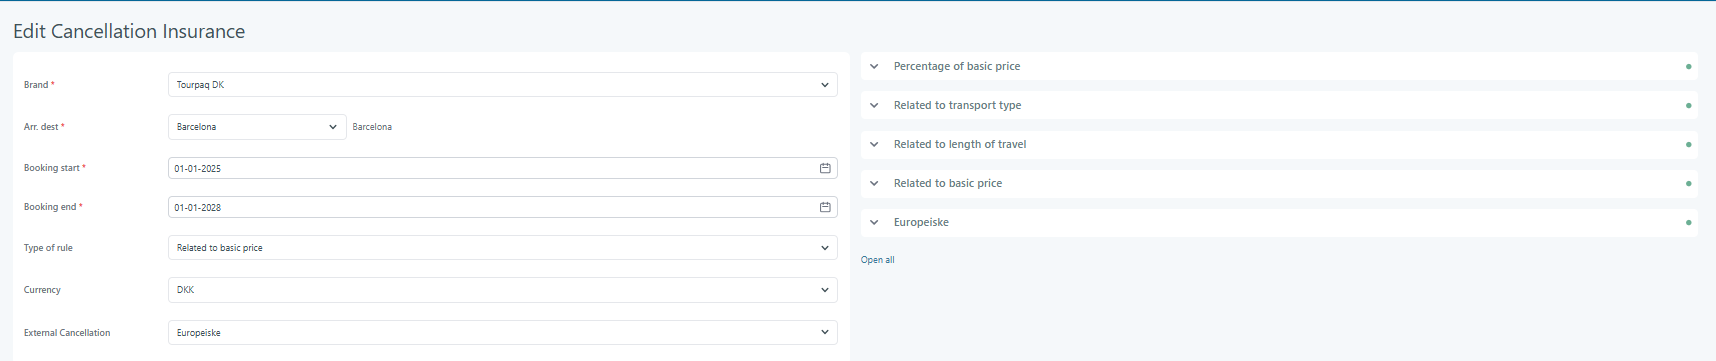 Edit Cancellation Insurance
Brand *
Tourpaq DK
Arr. dest *
Barcelona
Barcelona
Booking start *
01-01-2025
Booking end *
01-01-2028
Type of rule
Related to basic price
Currency
DKK
External Cancellation
Europeiske
Percentage of basic price
Related to transport type
Related to length of travel
Related to basic price
Europeiske
Open all